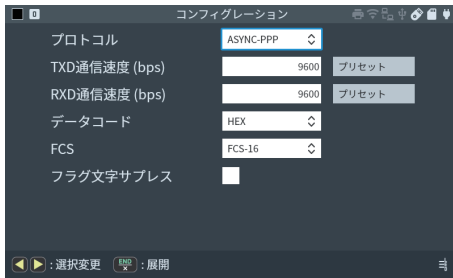 0 コンフィグレーション
プロトコル ASYNC-PPP
TXD通信速度 (bps) 9600 プリセット
RXD通信速度 (bps) 9600 プリセット
データコード HEX
FCS FCS-16
フラグ文字サプレス
:選択変更 END × :展開